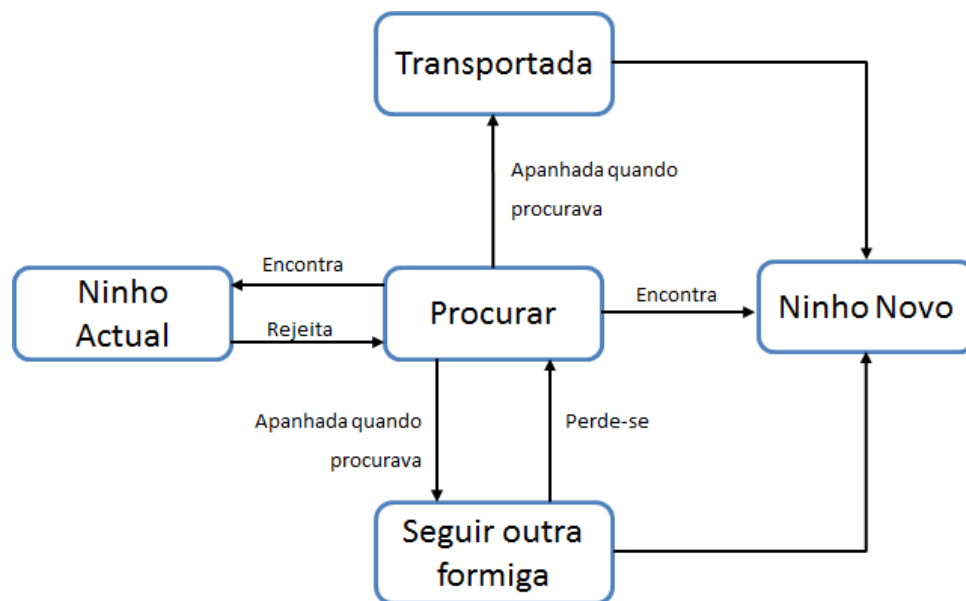 Transportada
Apanhada quando
procurava
Encontra
Ninho
Actual
Rejeita
Procurar
Encontra
Ninho Novo
Apanhada quando
procurava
Perde-se
Seguir outra
formiga